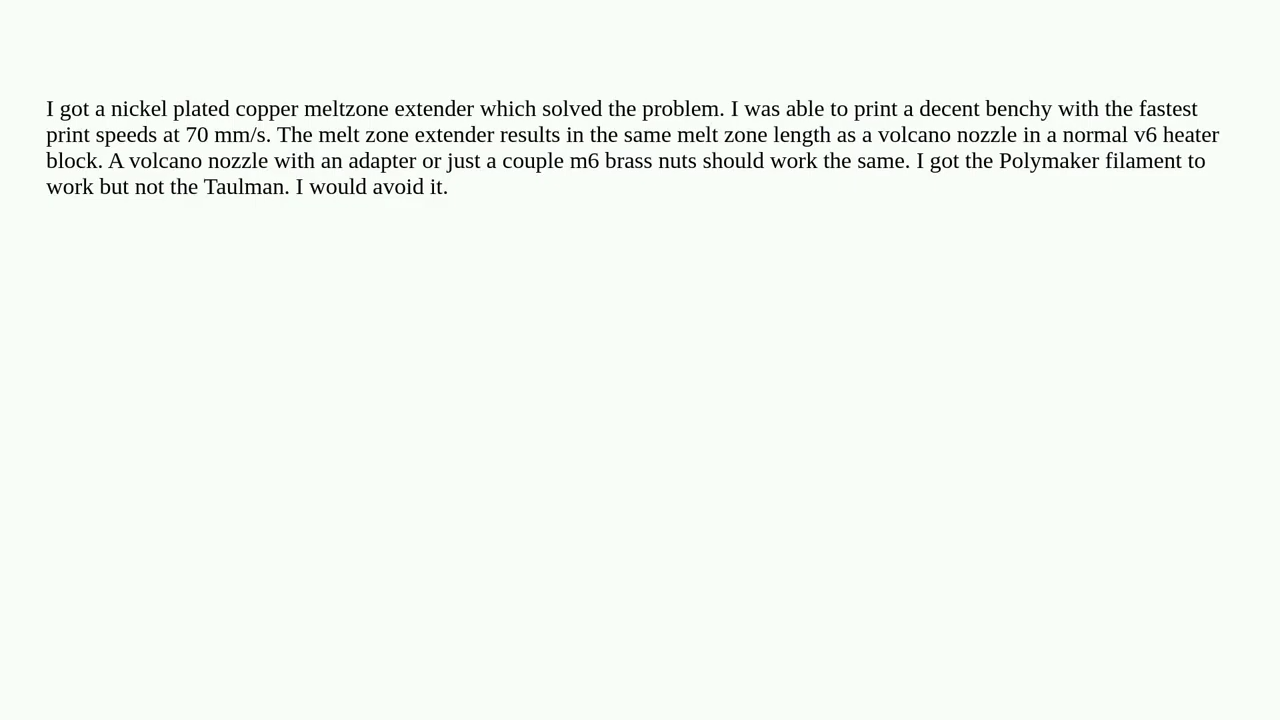 I got a nickel plated copper meltzone extender which solved the problem. I was able to print a decent benchy with the fastest
print speeds at 70 mm/s. The melt zone extender results in the same melt zone length as a volcano nozzle in a normal v6 heater
block. A volcano nozzle with an adapter or just a couple m6 brass nuts should work the same. I got the Polymaker filament to
work but not the Taulman. I would avoid it.